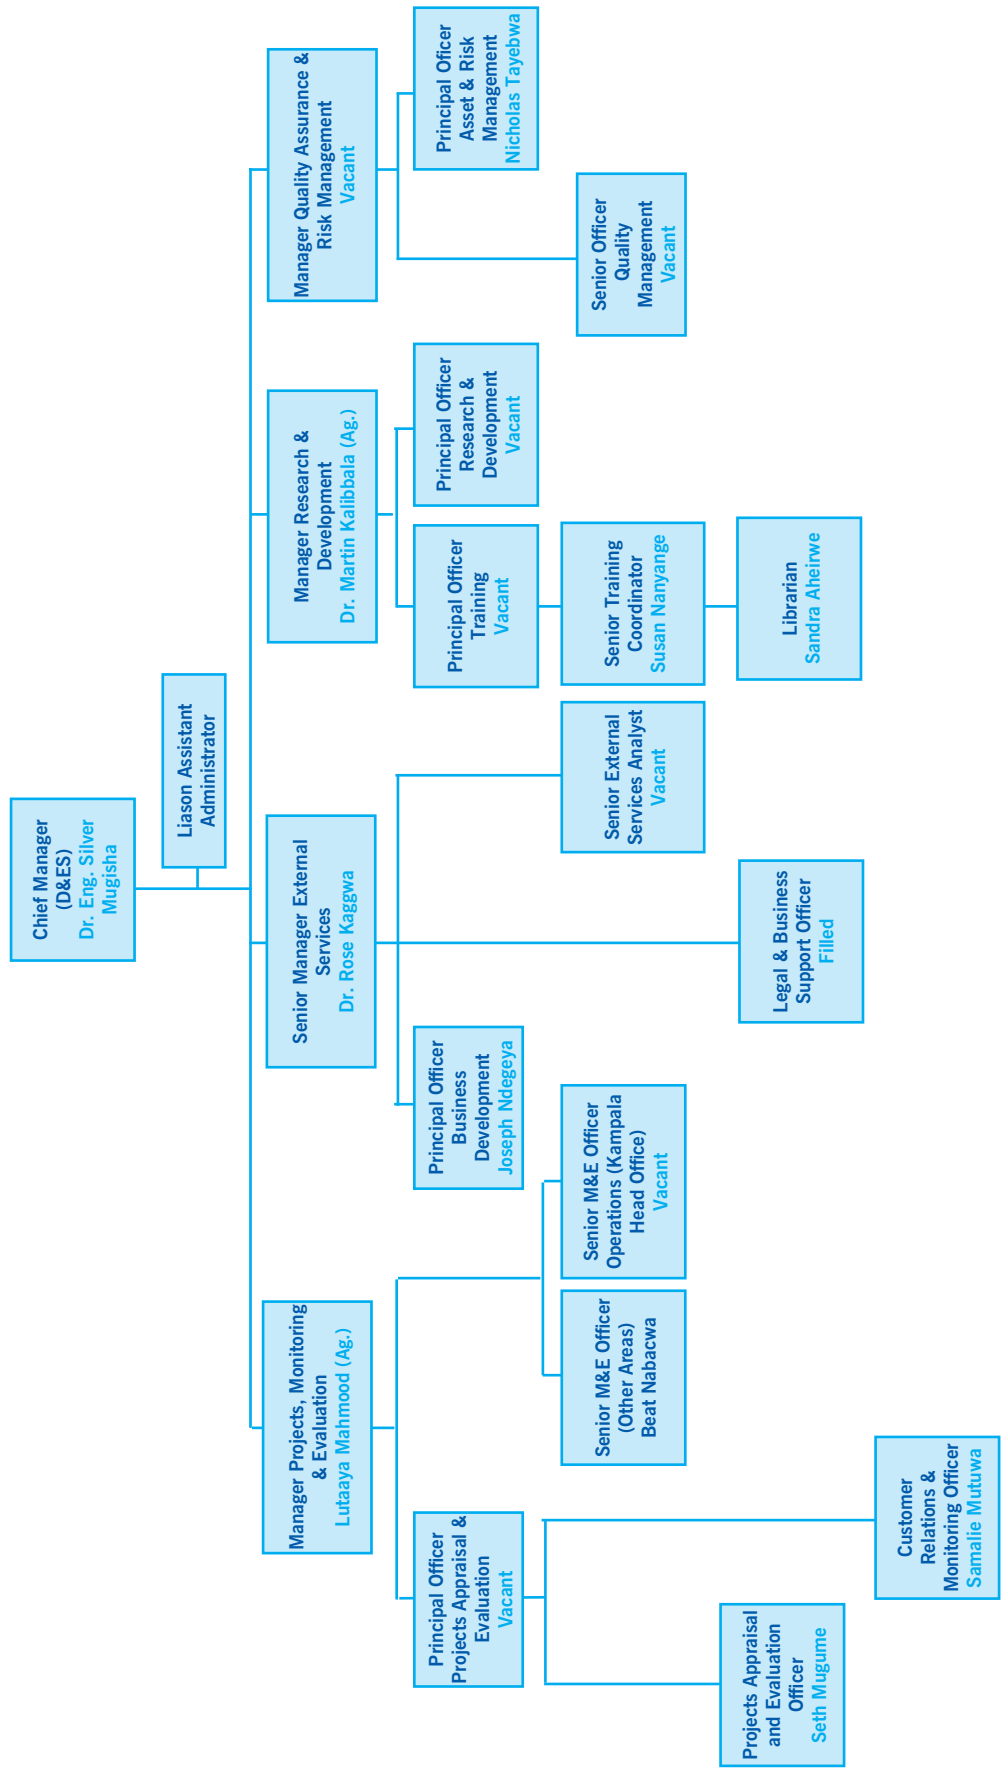 Chief Manager
(D&ES)
Dr. Eng. Silver
Mugisha
Liason Assistant
Administrator
Manager Projects, Monitoring
& Evaluation
Lutaaya Mahmood (Ag.)
Senior Manager External
Services
Dr. Rose Kaggwa
Manager Research &
Development
Dr. Martin Kalibbala (Ag.)
Manager Quality Assurance &
Risk Management
Vacant
Principal Officer
Projects Appraisal &
Evaluation
Vacant
Principal Officer
Business
Development
Joseph Ndegeya
Principal Officer
Training
Vacant
Principal Officer
Research &
Development
Vacant
Principal Oficer
Asset & Risk
Management
Nicholas Tayebwa
Senior M&E Officer
(Other Areas)
Beat Nabacwa
Senior M&E Officer
Operations (Kampala
Head Office)
Vacant
Senior External
Services Analyst
Vacant
Senior Training
Coordinator
Susan Nanyange
Senior Officer
Quality
Management
Vacant
Projects Appraisal
and Evaluation
Officer
Seth Mugume
Legal & Business
Support Officer
Filled
Librarian
Sandra Aheirwe
Customer
Relations &
Monitoring Officer
Samalie Mutuwa